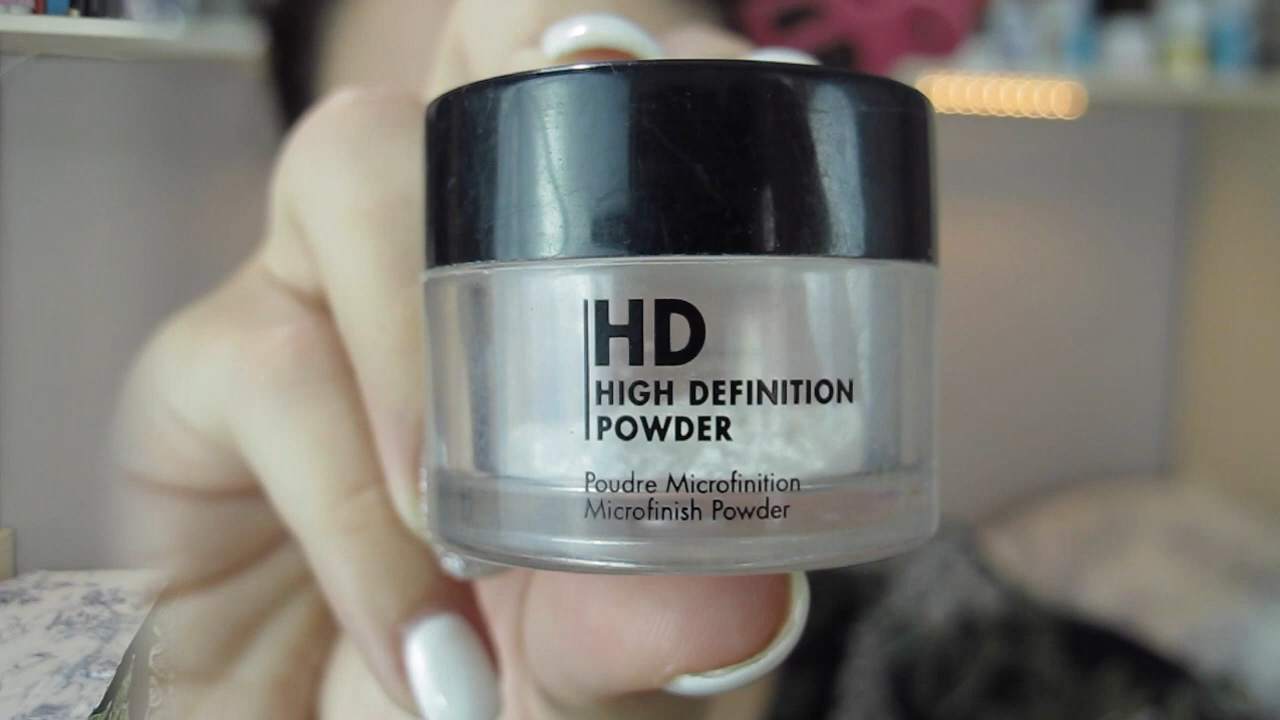 HD
HIGH DEFINITION
POWDER
Poudre Microfinition
Microfinish Powder